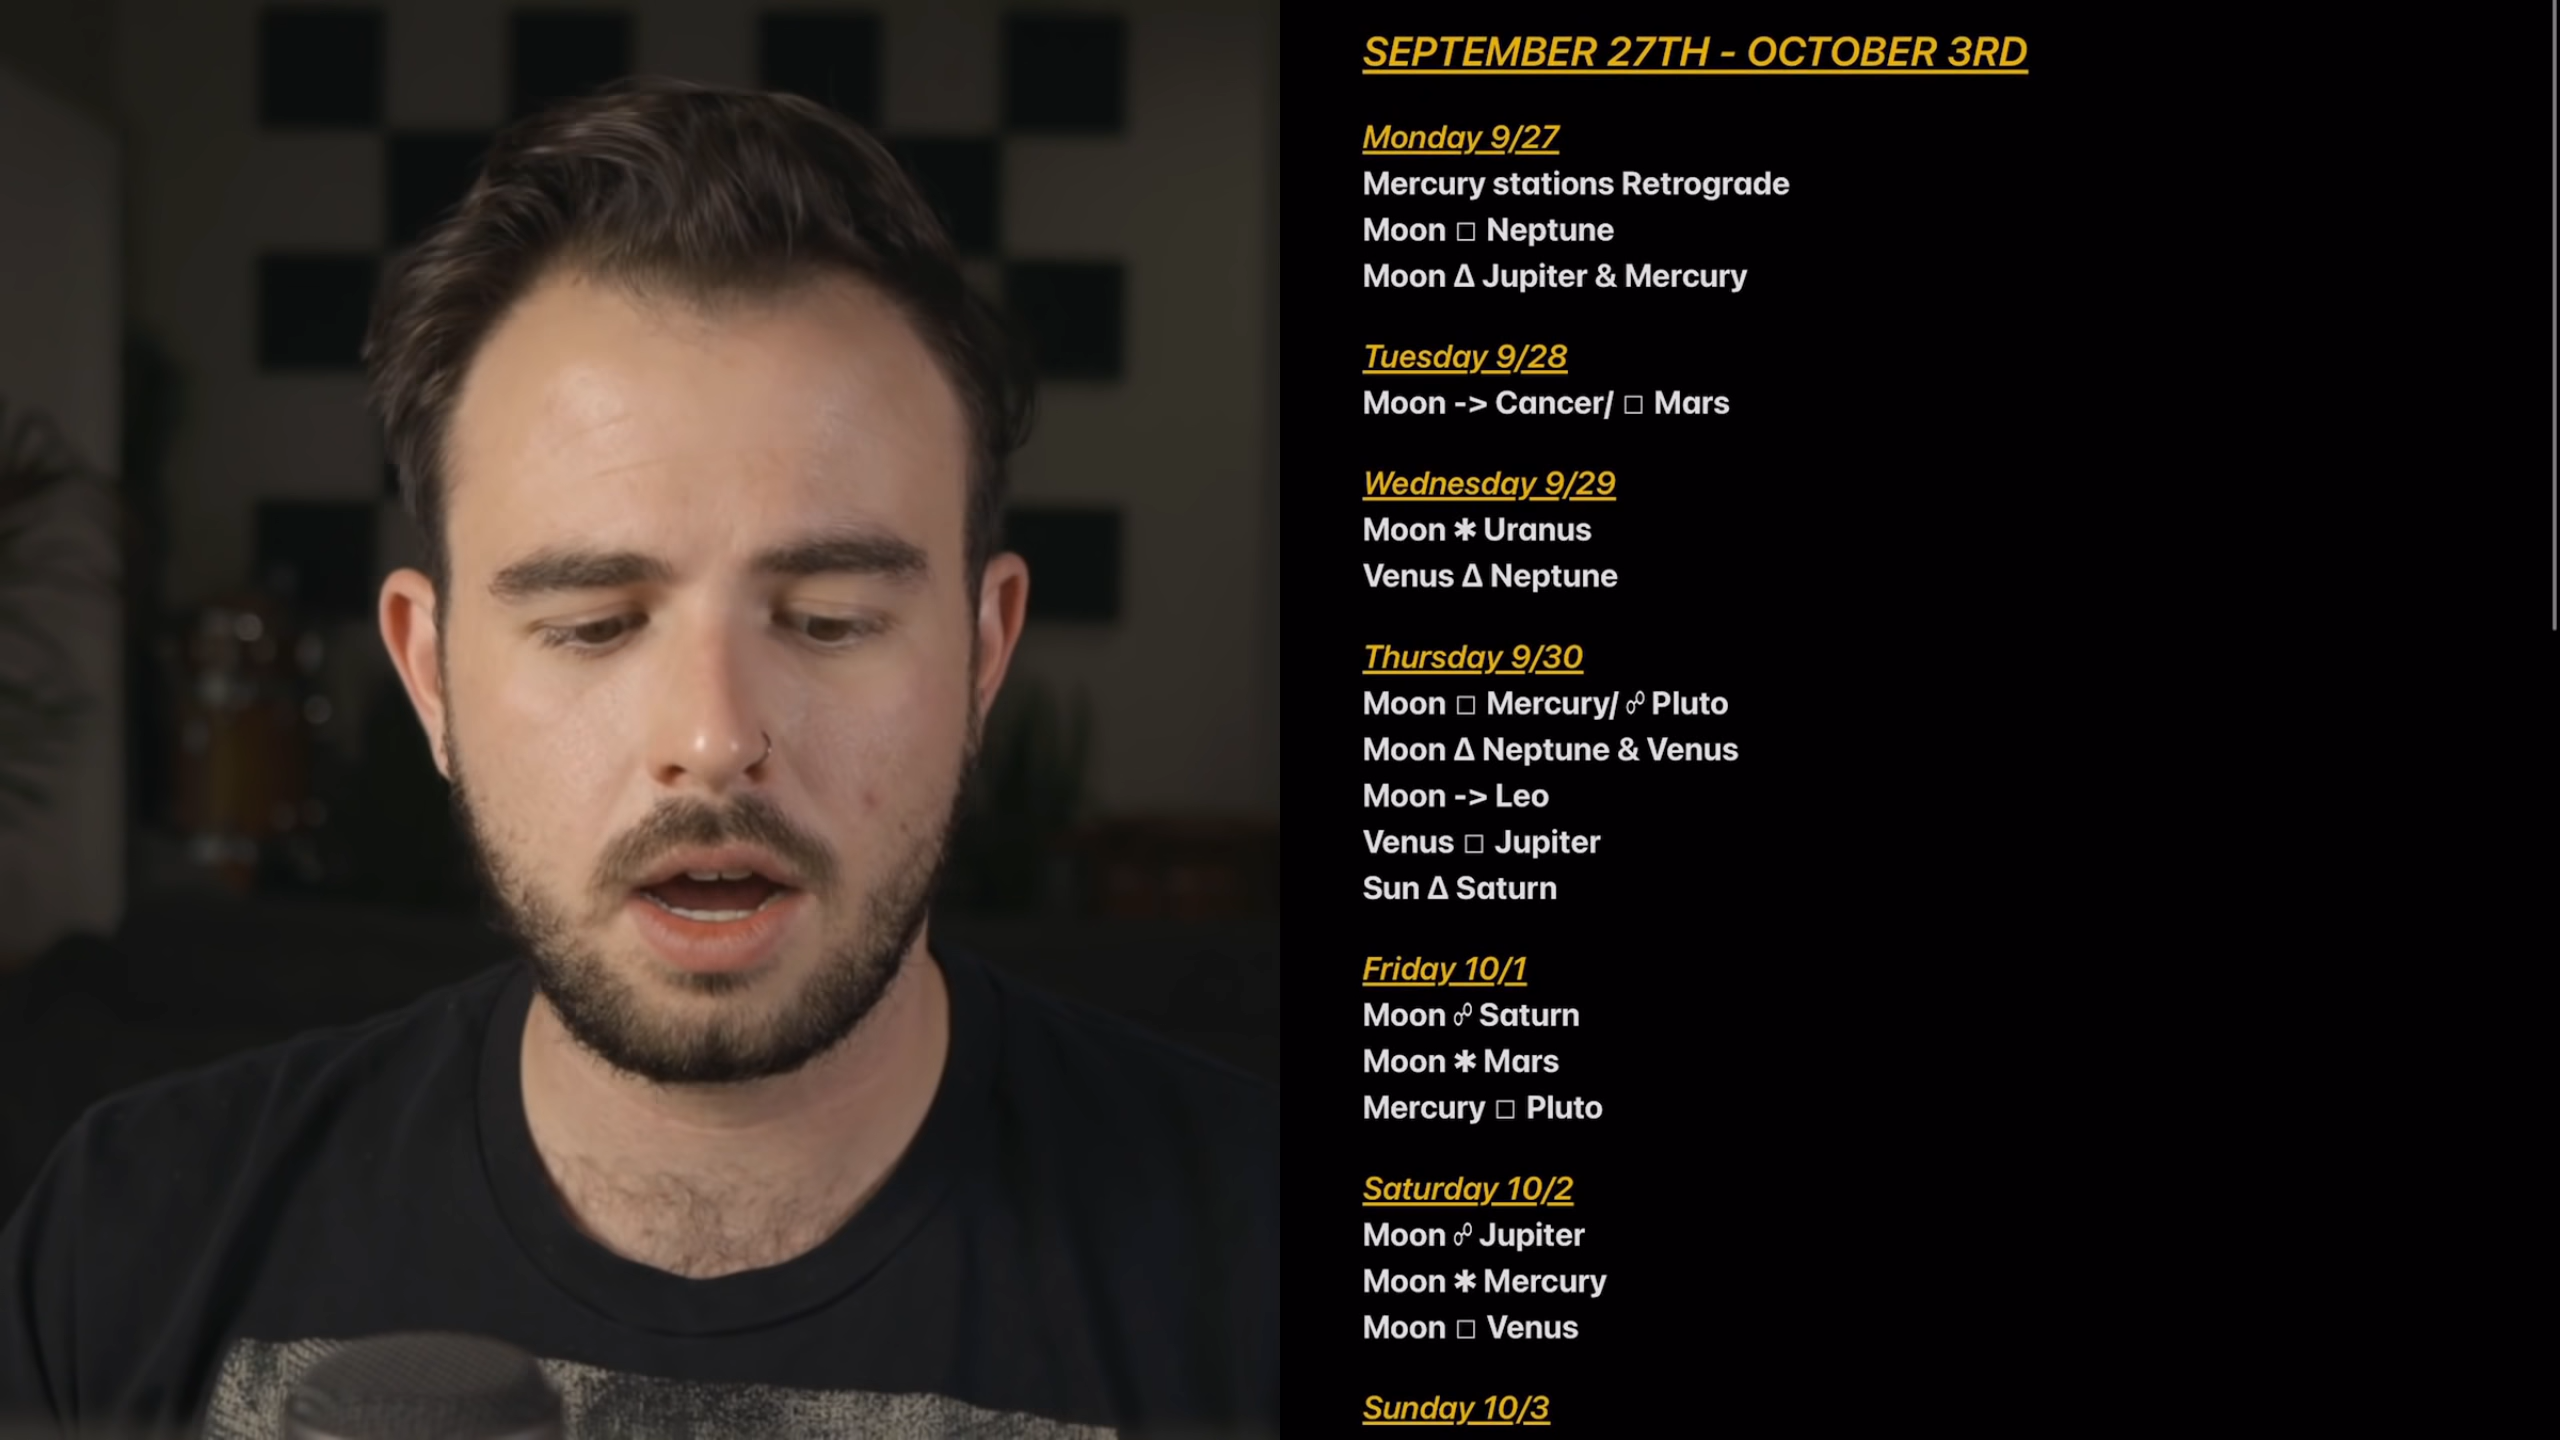 SEPTEMBER 27TH - OCTOBER 3RD
Monday 9/27
Mercury stations Retrograde
Moon □ Neptune
Moon Δ Jupiter & Mercury
Tuesday 9/28
Moon -> Cancer/ □ Mars
Wednesday 9/29
Moon ✱ Uranus
Venus Δ Neptune
Thursday 9/30
Moon □ Mercury/ ☍ Pluto
Moon Δ Neptune & Venus
Moon -> Leo
Venus □ Jupiter
Sun Δ Saturn
Friday 10/1
Moon ☍ Saturn
Moon ✱ Mars
Mercury □ Pluto
Saturday 10/2
Moon ☍ Jupiter
Moon ✱ Mercury
Moon □ Venus
Sunday 10/3